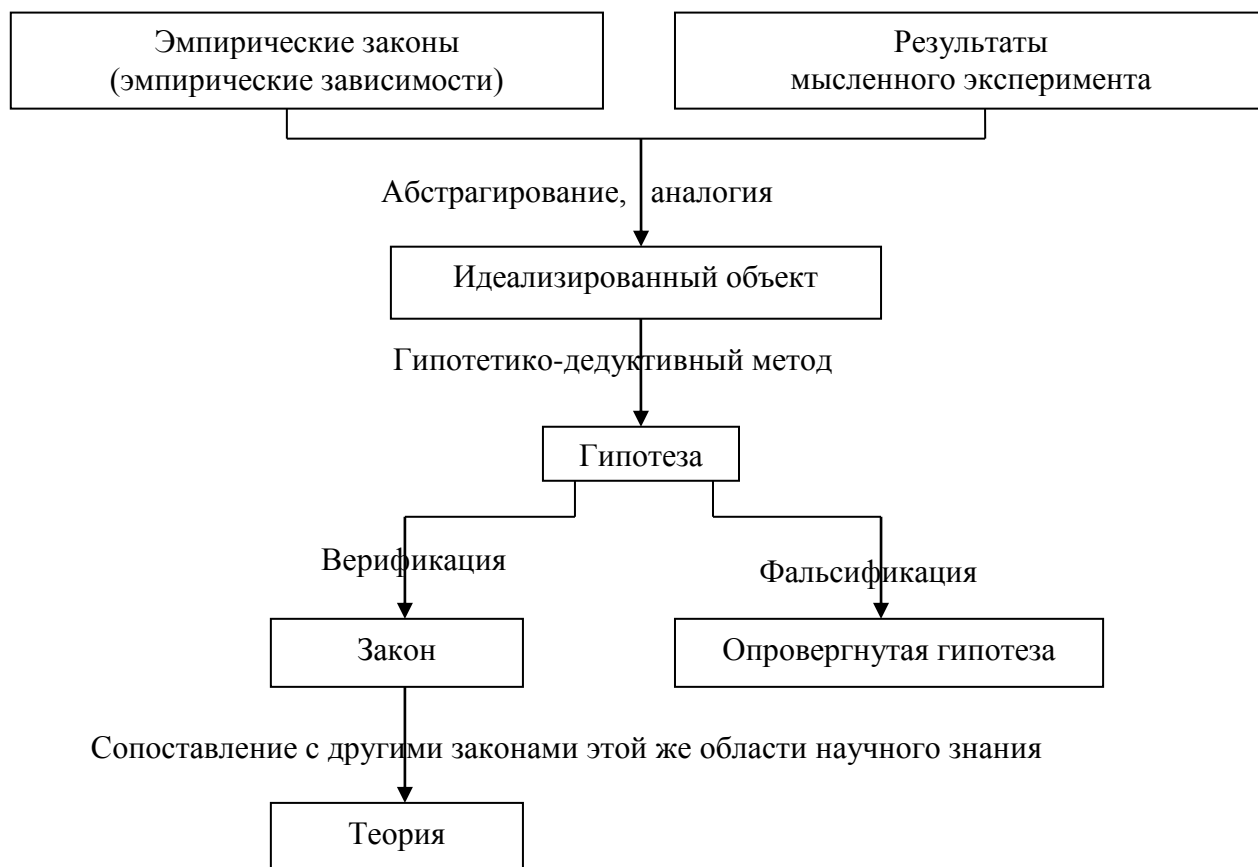 Эмпирические законы
(эмпирические зависимости)
Результаты
мысленного эксперимента
Абстрагирование, аналогия
Идеализированный объект
Гипотетико-дедуктивный метод
Гипотеза
Верификация
Фальсификация
Закон
Опровергнутая гипотеза
Сопоставление с другими законами этой же области научного знания
Теория